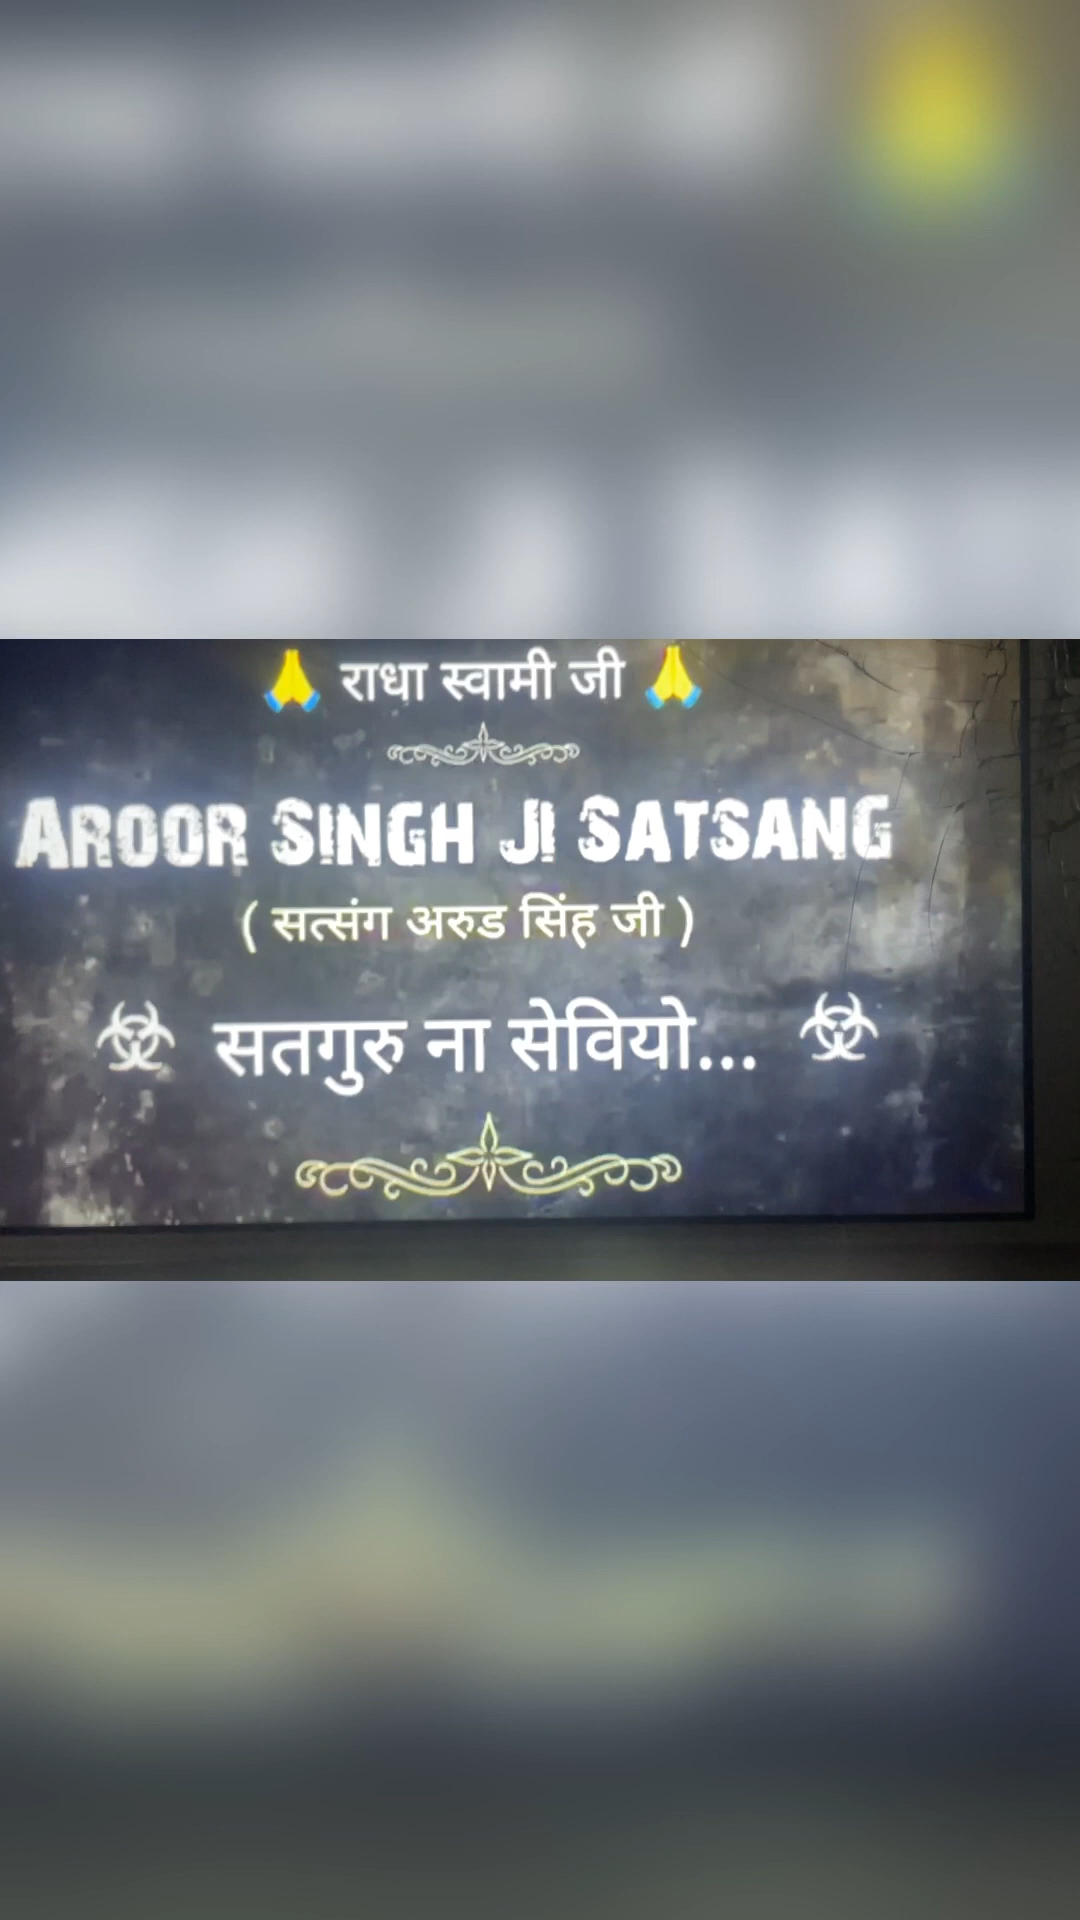 🙏 राधा स्वामी जी 🙏
AROOR SINGH JI SATSANG
( सत्संग अरुड सिंह जी )
☣ सतगुरु ना सेवियो... ☣